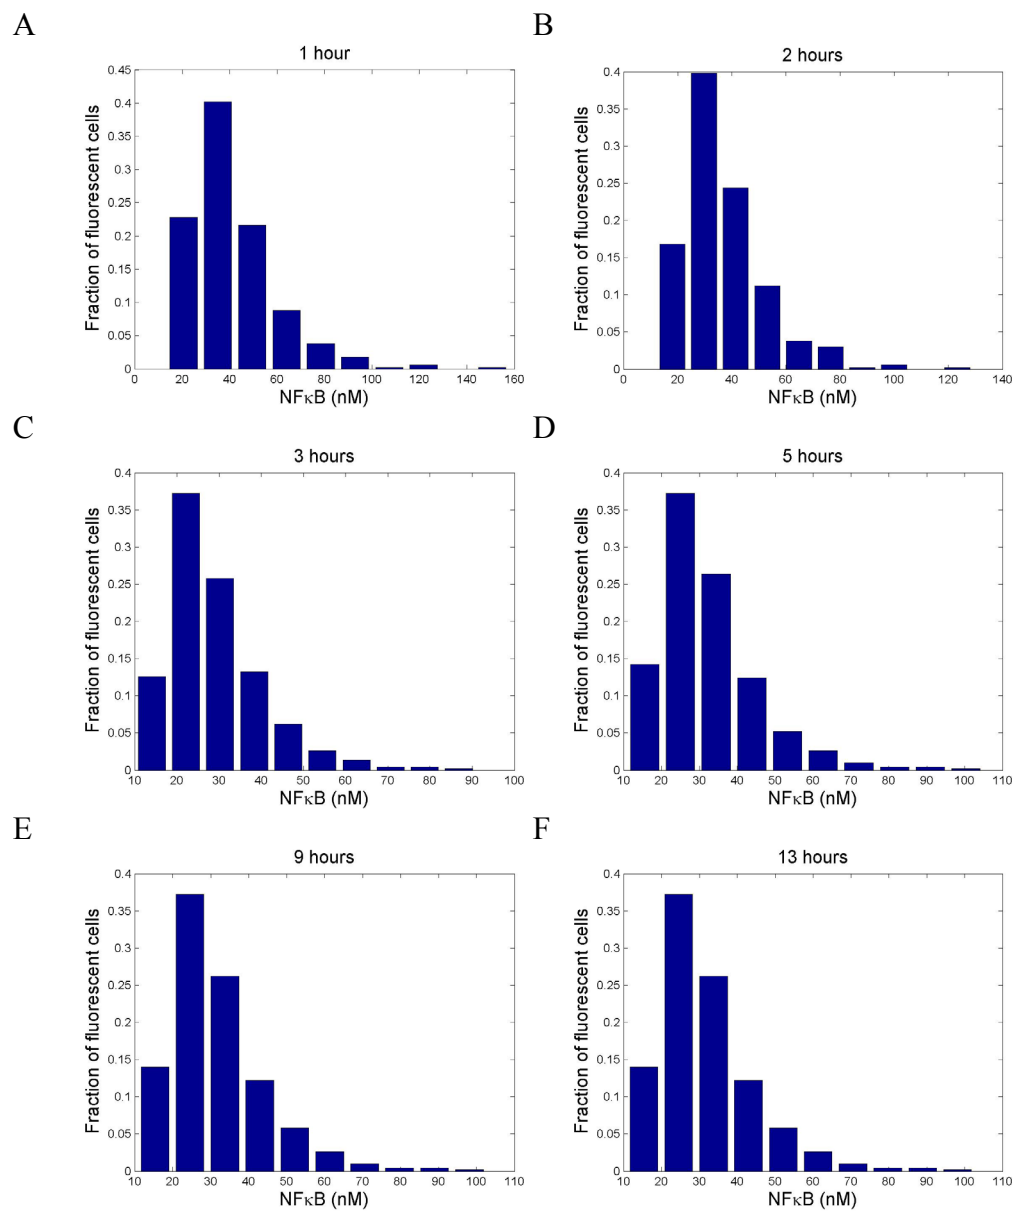 A
B
1 hour
2 hours
Fraction of fluorescent cells
0.45
0.4
0.35
0.3
0.25
0.2
0.15
0.1
0.05
0
0 20 40 60 80 100 120 140 160
NFκB (nM)
Fraction of fluorescent cells
0.4
0.35
0.3
0.25
0.2
0.15
0.1
0.05
0
0 20 40 60 80 100 120 140
NFκB (nM)
C
D
3 hours
5 hours
Fraction of fluorescent cells
0.4
0.35
0.3
0.25
0.2
0.15
0.1
0.05
0
10 20 30 40 50 60 70 80 90 100
NFκB (nM)
Fraction of fluorescent cells
0.4
0.35
0.3
0.25
0.2
0.15
0.1
0.05
0
10 20 30 40 50 60 70 80 90 100 110
NFκB (nM)
E
F
9 hours
13 hours
Fraction of fluorescent cells
0.4
0.35
0.3
0.25
0.2
0.15
0.1
0.05
0
10 20 30 40 50 60 70 80 90 100 110
NFκB (nM)
Fraction of fluorescent cells
0.4
0.35
0.3
0.25
0.2
0.15
0.1
0.05
0
10 20 30 40 50 60 70 80 90 100 110
NFκB (nM)